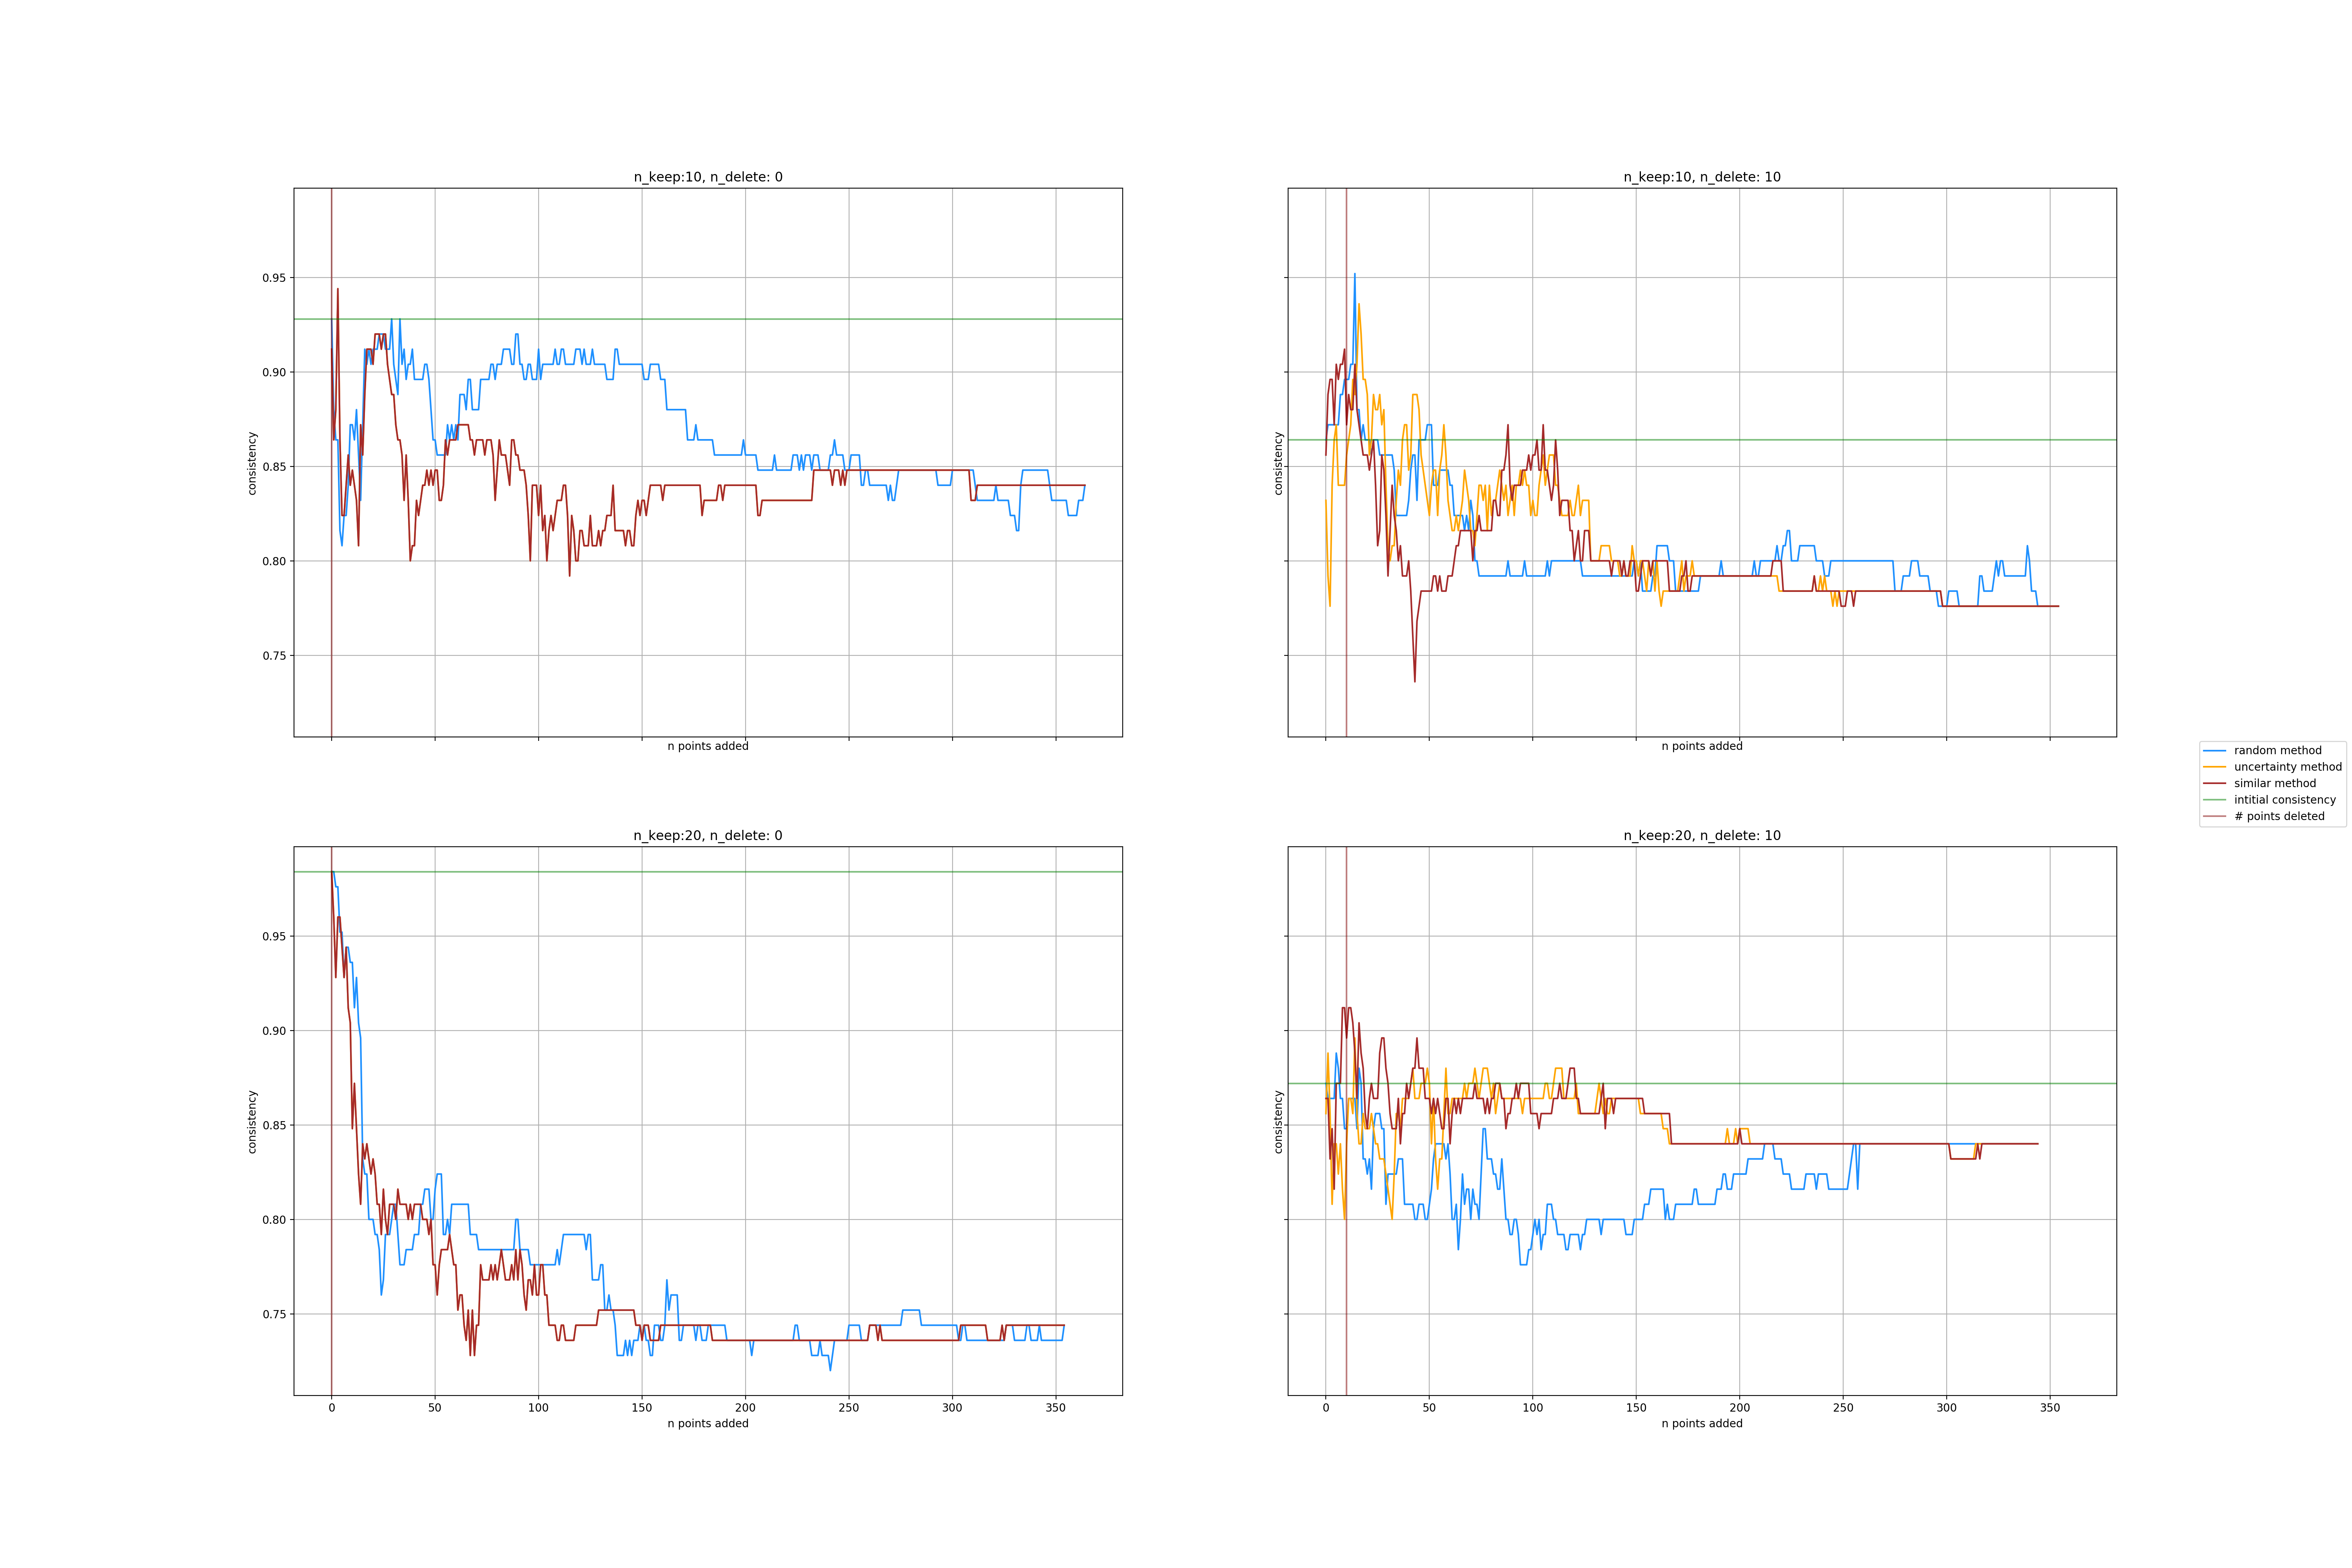 n_keep:10, n_delete: 0
consistency
0.95
0.90
0.85
0.80
0.75
n points added
n_keep:10, n_delete: 10
consistency
n points added
random method
uncertainty method
similar method
intitial consistency
# points deleted
n_keep:20, n_delete: 0
consistency
0.95
0.90
0.85
0.80
0.75
0 50 100 150 200 250 300 350
n points added
n_keep:20, n_delete: 10
consistency
0 50 100 150 200 250 300 350
n points added